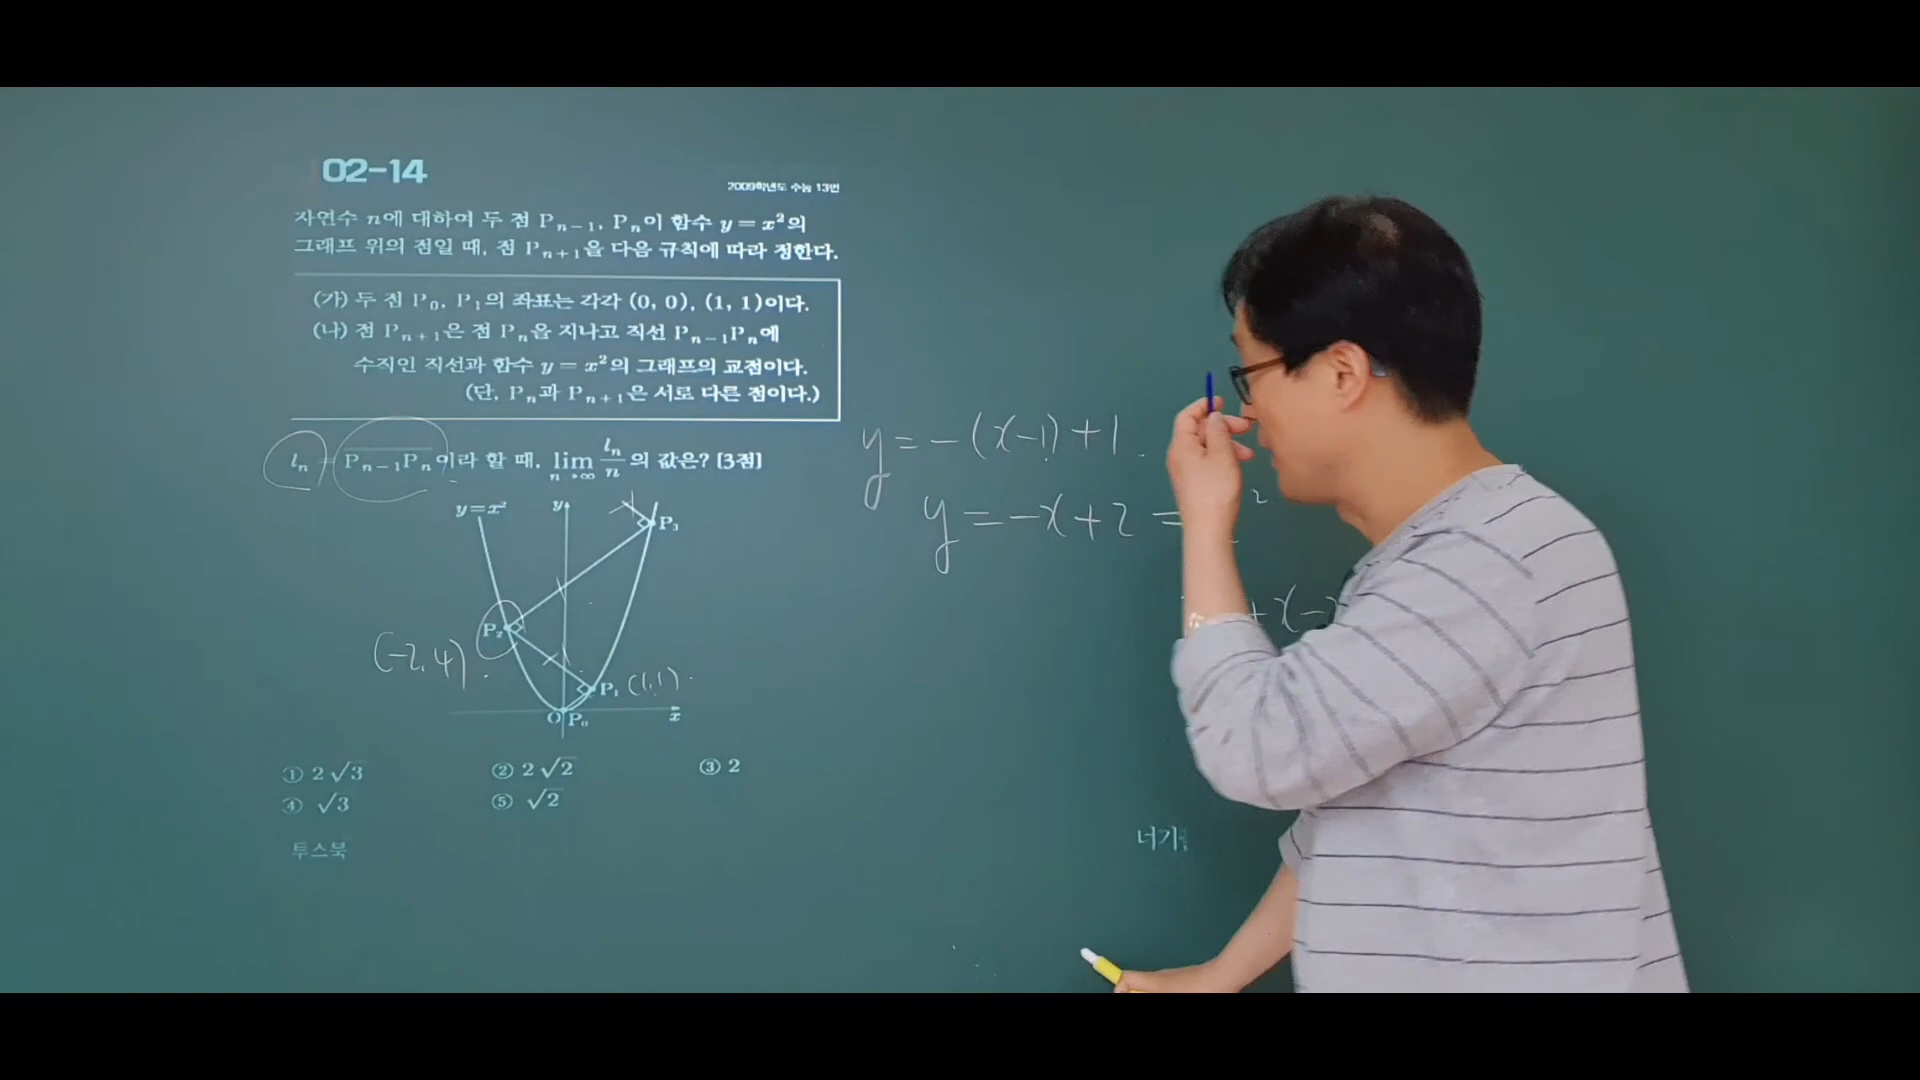 02-14
2009학년도 수능 13번
자연수 n에 대하여 두 점 Pₙ₋₁, Pₙ이 함수 y = x²의
그래프 위의 점일 때, 점 Pₙ₊₁을 다음 규칙에 따라 정한다.
(가) 두 점 P₀, P₁의 좌표는 각각 (0, 0), (1, 1)이다.
(나) 점 Pₙ₊₁은 점 Pₙ을 지나고 직선 Pₙ₋₁Pₙ에
수직인 직선과 함수 y = x²의 그래프의 교점이다.
(단, Pₙ과 Pₙ₊₁은 서로 다른 점이다.)
lₙ = Pₙ₋₁Pₙ이라 할 때, lim n→∞ lₙ/n의 값은? [3점]
y=x²
y
P₃
P₂
(-2, 4)
P₁
(1, 1)
O
P₀
x
① 2√3
② 2√2
③ 2
④ √3
⑤ √2
투스북
y = -(x-1)+1
y = -x+2 =
2
+x-
너기